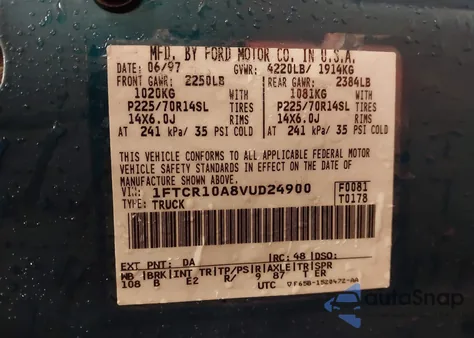 MFD. BY FORD MOTOR CO. IN U.S.A.
DATE: 06/97 GVWR: 4220LB/ 1914KG
FRONT GAWR: 2250LB REAR GAWR: 2384LB
1020KG 1081KG
P225/70R14SL TIRES P225/70R14SL TIRES
14X6.0J RIMS 14X6.0J RIMS
AT 241 kPa/ 35 PSI COLD AT 241 kPa/ 35 PSI COLD
THIS VEHICLE CONFORMS TO ALL APPLICABLE FEDERAL MOTOR
VEHICLE SAFETY STANDARDS IN EFFECT ON THE DATE OF
MANUFACTURE SHOWN ABOVE.
VIN: 1FTCR10A8VUD24900 F0081
TYPE: TRUCK T0178
EXT PNT: DA RC: 48 DSO:
WB BRK INT TR TP/PS R AXLE TR SPR
108 B E2 R/ 9 87 T ER
UTC
AutoSnap